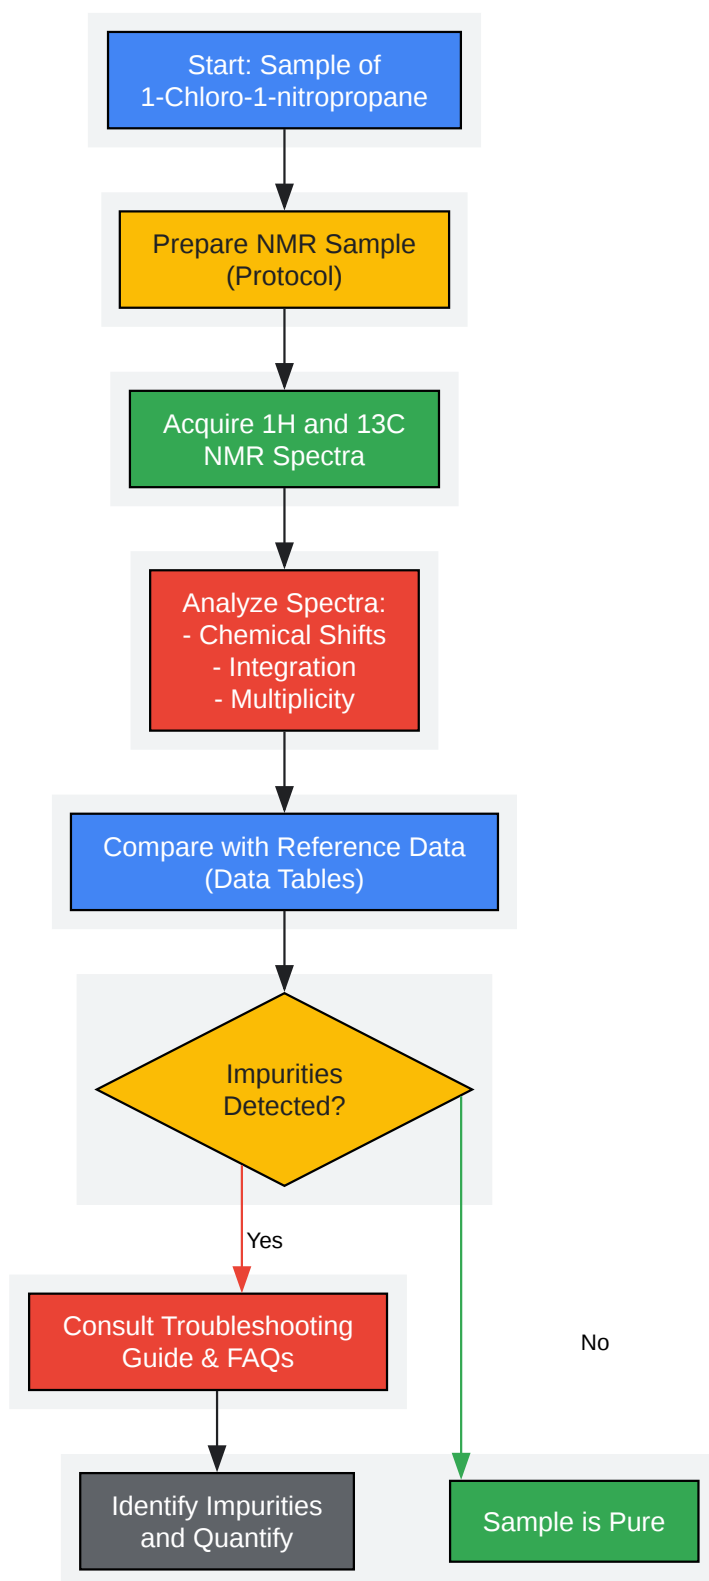 Start: Sample of
1-Chloro-1-nitropropane
Prepare NMR Sample
(Protocol)
Acquire 1H and 13C
NMR Spectra
Analyze Spectra:
- Chemical Shifts
- Integration
- Multiplicity
Compare with Reference Data
(Data Tables)
Impurities
Detected?
Yes
Consult Troubleshooting
Guide & FAQs
No
Identify Impurities
and Quantify
Sample is Pure